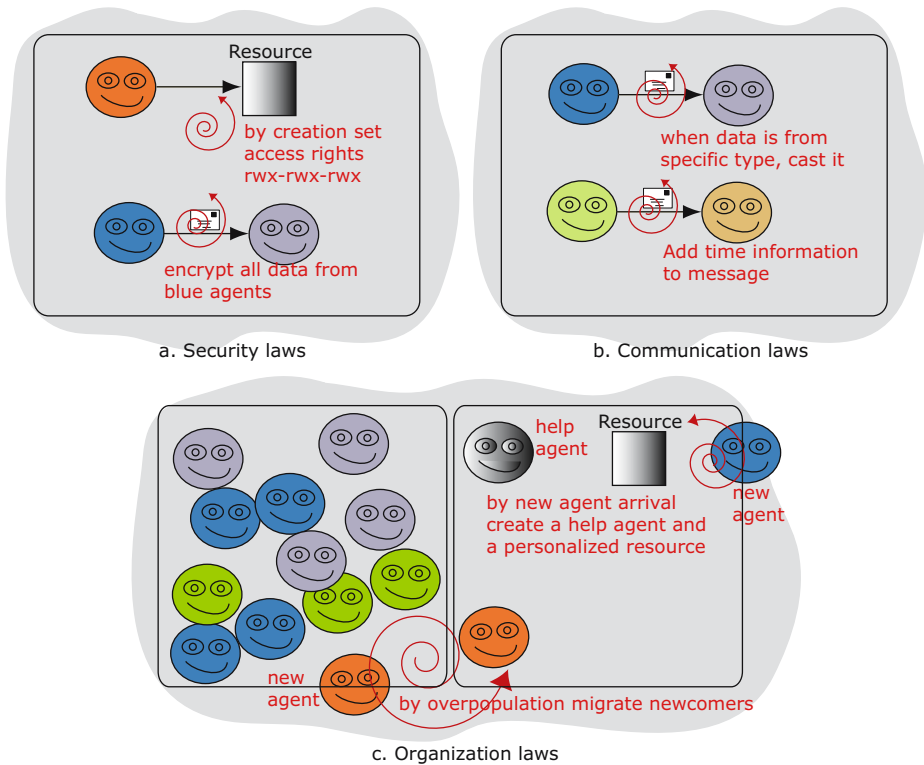 Resource
by creation set
access rights
rwx-rwx-rwx
encrypt all data from
blue agents
a. Security laws
when data is from
specific type, cast it
Add time information
to message
b. Communication laws
help
agent
Resource
new
agent
by new agent arrival
create a help agent and
a personalized resource
new
agent
by overpopulation migrate newcomers
c. Organization laws